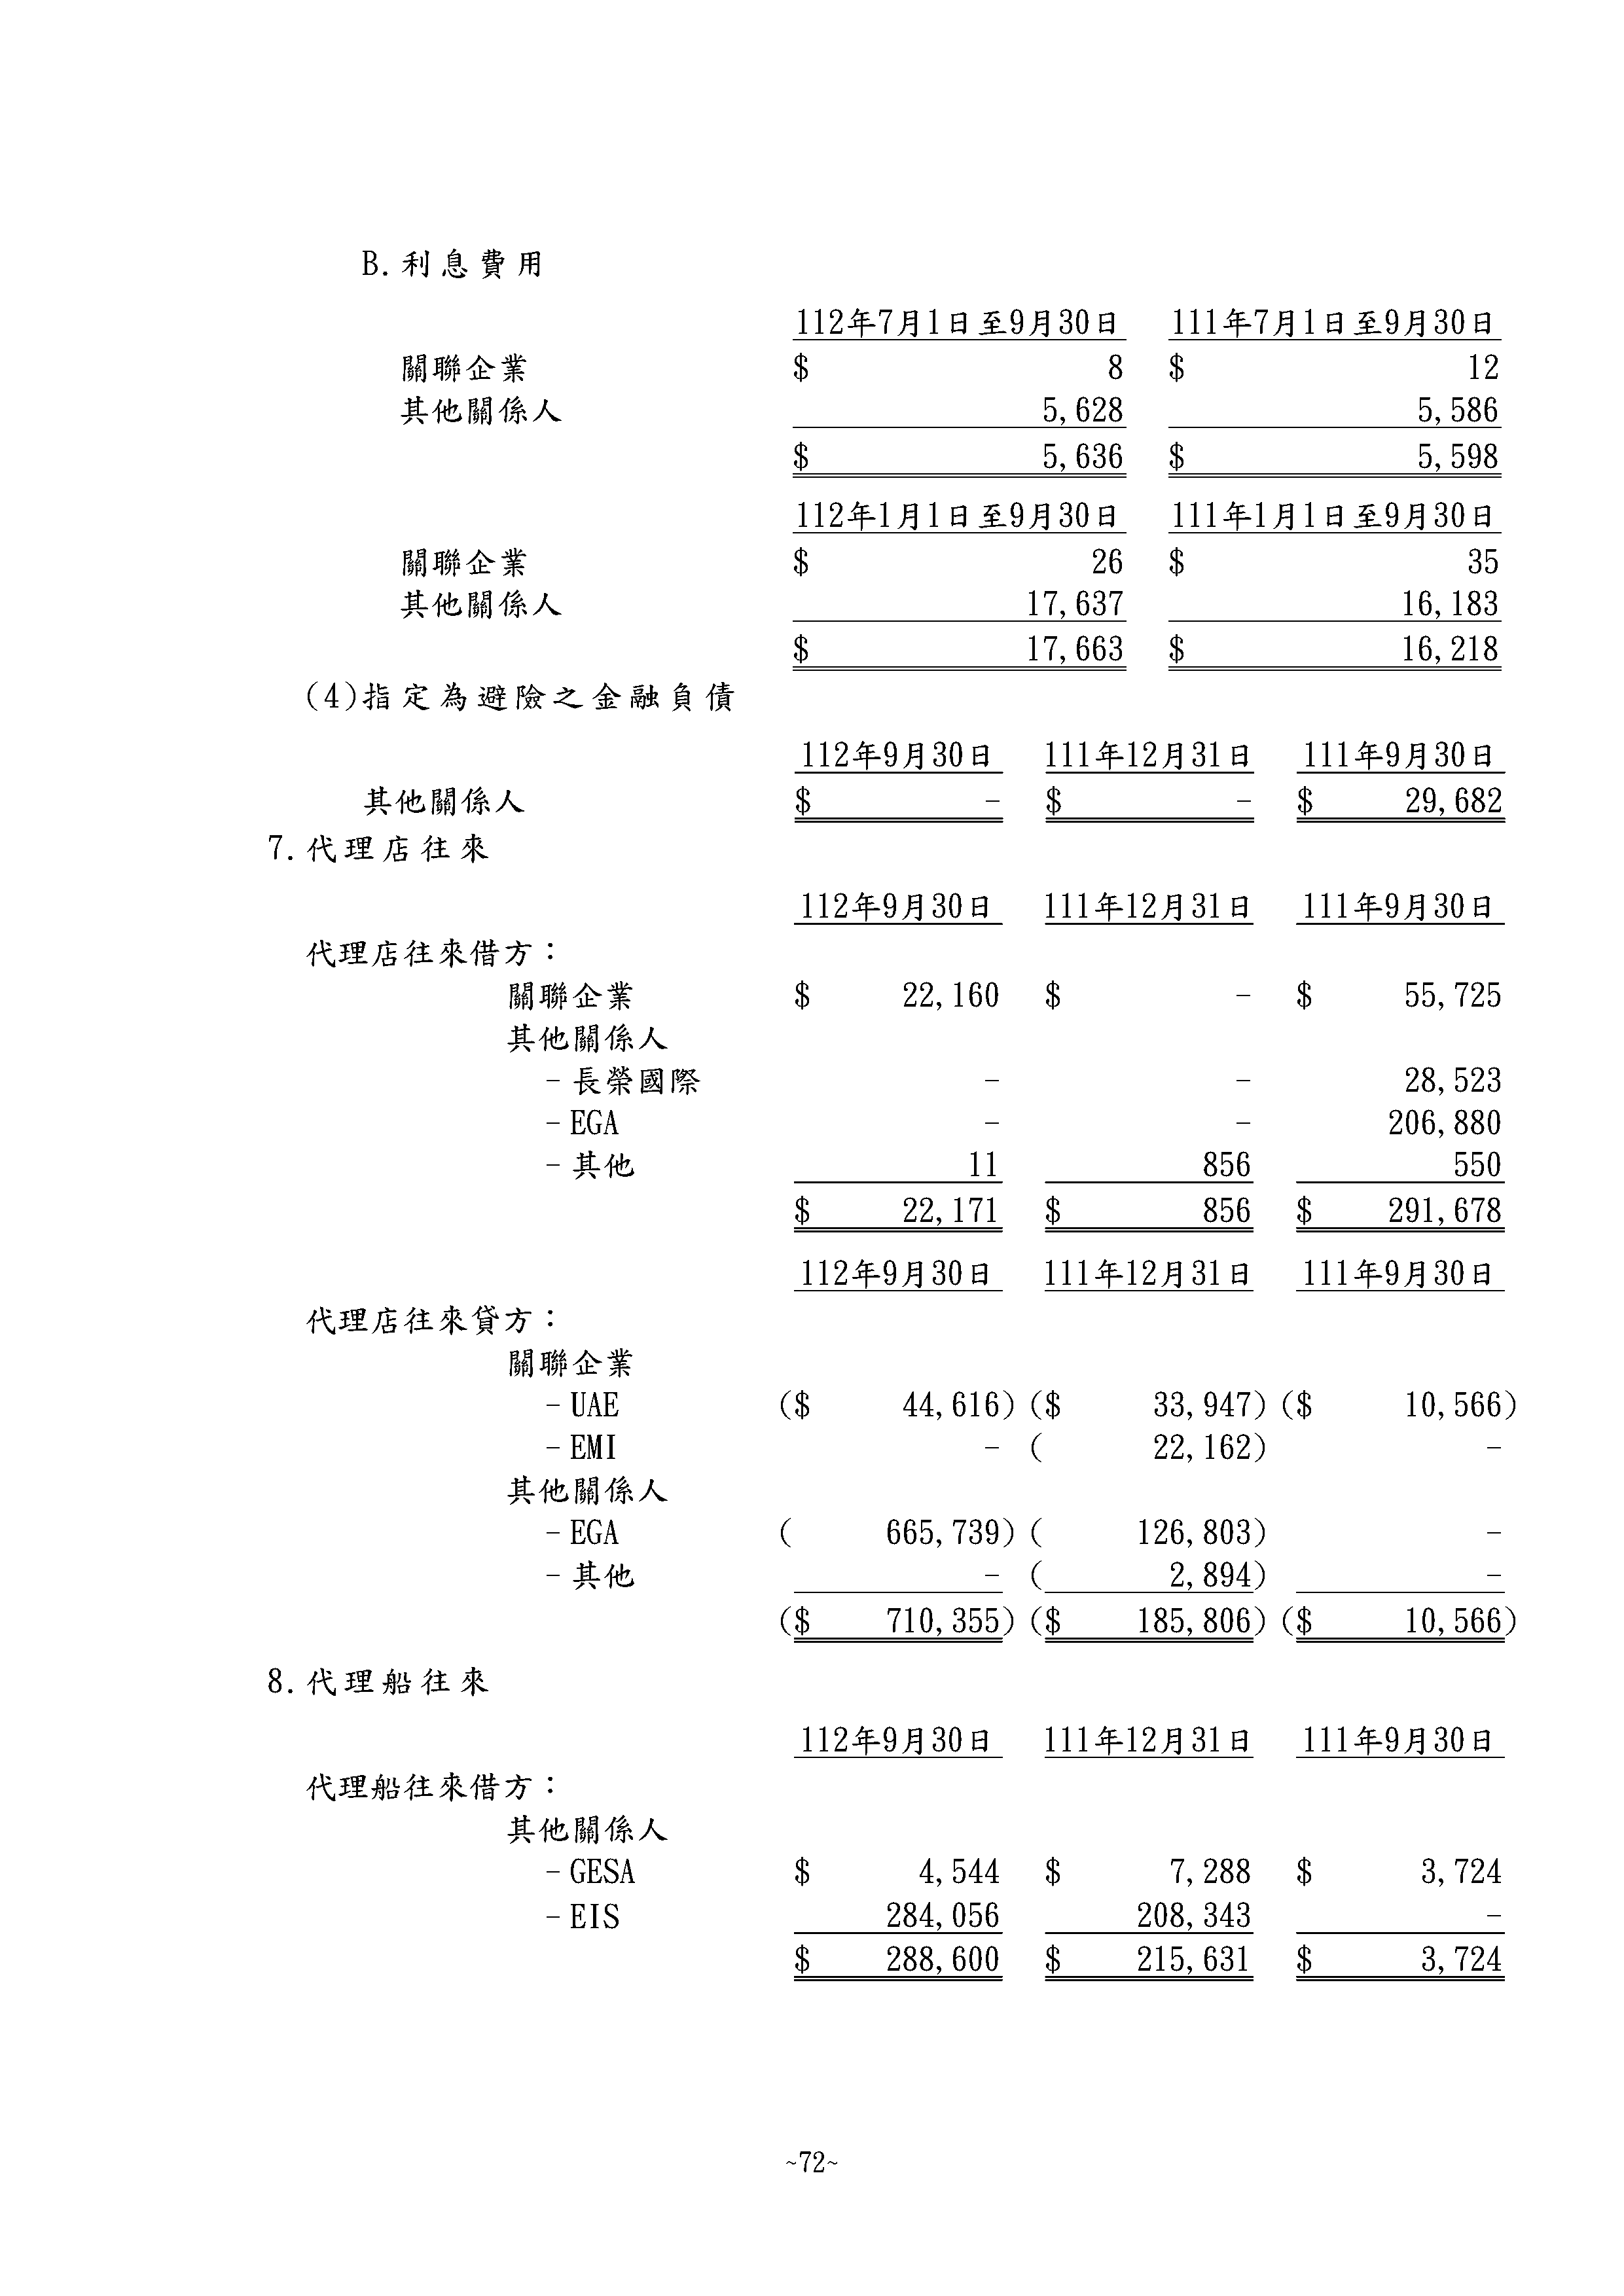 B.利息費用
112年7月1日至9月30日 111年7月1日至9月30日
關聯企業 $ 8 $ 12
其他關係人 5,628 5,586
$ 5,636 $ 5,598
112年1月1日至9月30日 111年1月1日至9月30日
關聯企業 $ 26 $ 35
其他關係人 17,637 16,183
$ 17,663 $ 16,218
(4)指定為避險之金融負債
112年9月30日 111年12月31日 111年9月30日
其他關係人 $ - $ - $ 29,682
7.代理店往來
112年9月30日 111年12月31日 111年9月30日
代理店往來借方：
關聯企業 $ 22,160 $ - $ 55,725
其他關係人
-長榮國際 - - 28,523
-EGA - - 206,880
-其他 11 856 550
$ 22,171 $ 856 $ 291,678
112年9月30日 111年12月31日 111年9月30日
代理店往來貸方：
關聯企業
-UAE ($ 44,616) ($ 33,947) ($ 10,566)
-EMI - ( 22,162) -
其他關係人
-EGA ( 665,739) ( 126,803) -
-其他 - ( 2,894) -
($ 710,355) ($ 185,806) ($ 10,566)
8.代理船往來
112年9月30日 111年12月31日 111年9月30日
代理船往來借方：
其他關係人
-GESA $ 4,544 $ 7,288 $ 3,724
-EIS 284,056 208,343 -
$ 288,600 $ 215,631 $ 3,724
~72~